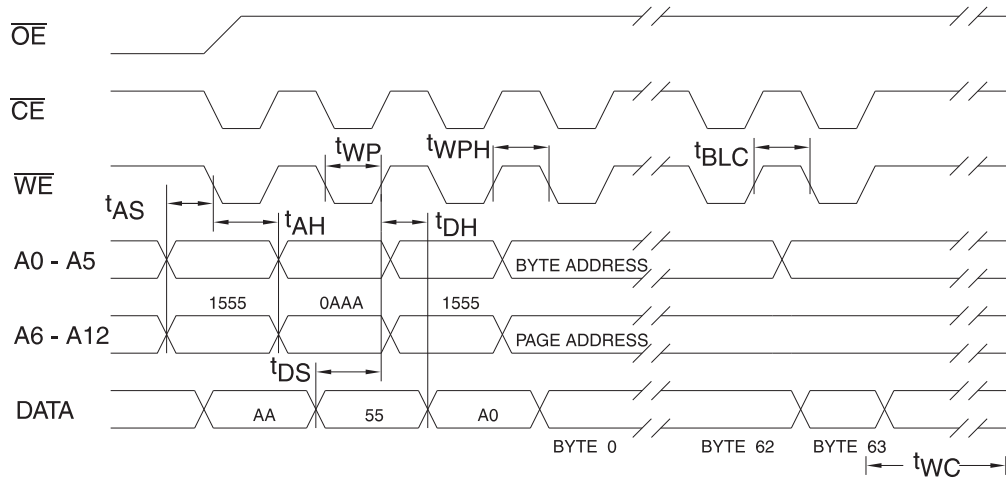 OE
CE
tWP tWPH tBLC
WE
tAS tAH tDH
A0 - A5 BYTE ADDRESS
1555 0AAA 1555
A6 - A12 PAGE ADDRESS
tDS
DATA AA 55 A0
BYTE 0 BYTE 62 BYTE 63
tWC